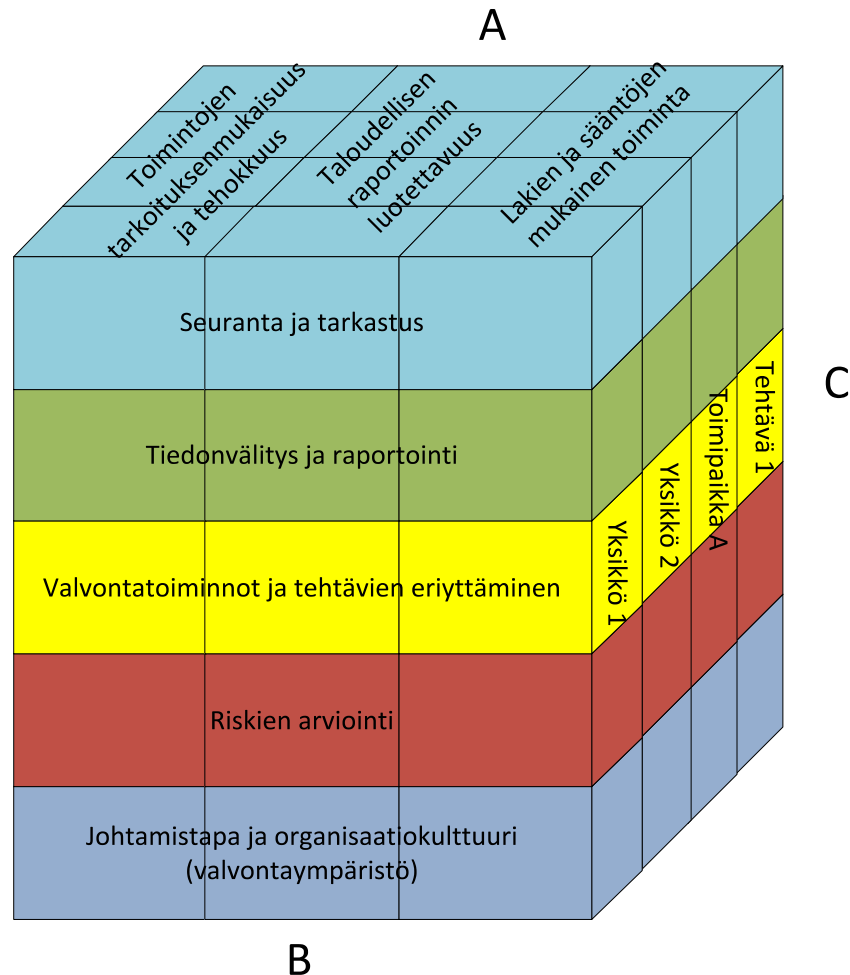 A
Toimintojen
tarkoituksenmukaisuus
ja tehokkuus
Taloudellisen
raportoinnin
luotettavuus
Lakien ja sääntöjen
mukainen toiminta
Seuranta ja tarkastus
Tiedonvälitys ja raportointi
Valvontatoiminnot ja tehtävien eriyttäminen
Riskien arviointi
Johtamistapa ja organisaatiokulttuuri
(valvontaympäristö)
Yksikkö 1
Yksikkö 2
Toimipaikka A
Tehtävä 1
C
B